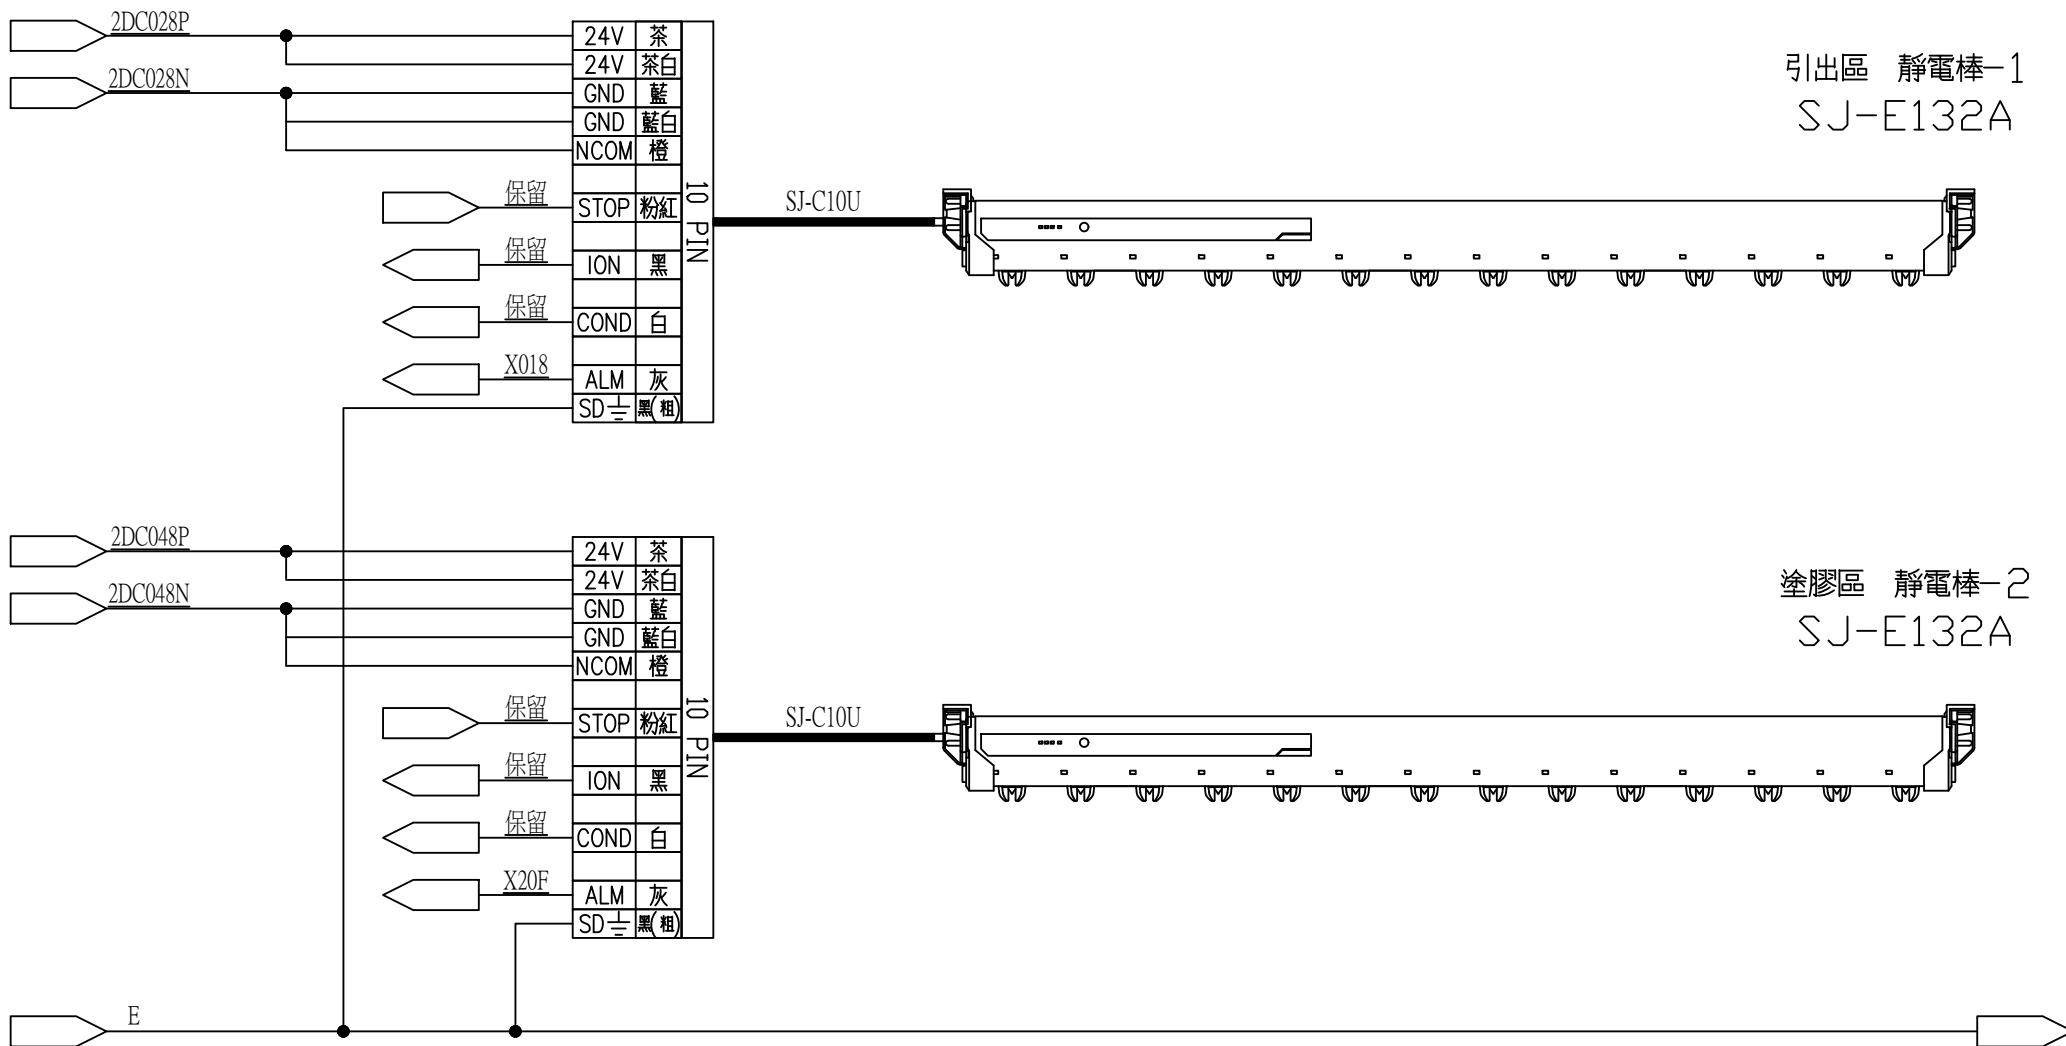 2DC028P
2DC028N
24V 茶
24V 茶白
GND 藍
GND 藍白
NCOM 橙
保留 STOP 粉紅
保留 ION 黑
保留 COND 白
X018 ALM 灰
SD 黑(粗)
10 PIN
SJ-C10U
引出區 靜電棒-1
SJ-E132A
2DC048P
2DC048N
24V 茶
24V 茶白
GND 藍
GND 藍白
NCOM 橙
保留 STOP 粉紅
保留 ION 黑
保留 COND 白
X20F ALM 灰
SD 黑(粗)
10 PIN
SJ-C10U
塗膠區 靜電棒-2
SJ-E132A
E